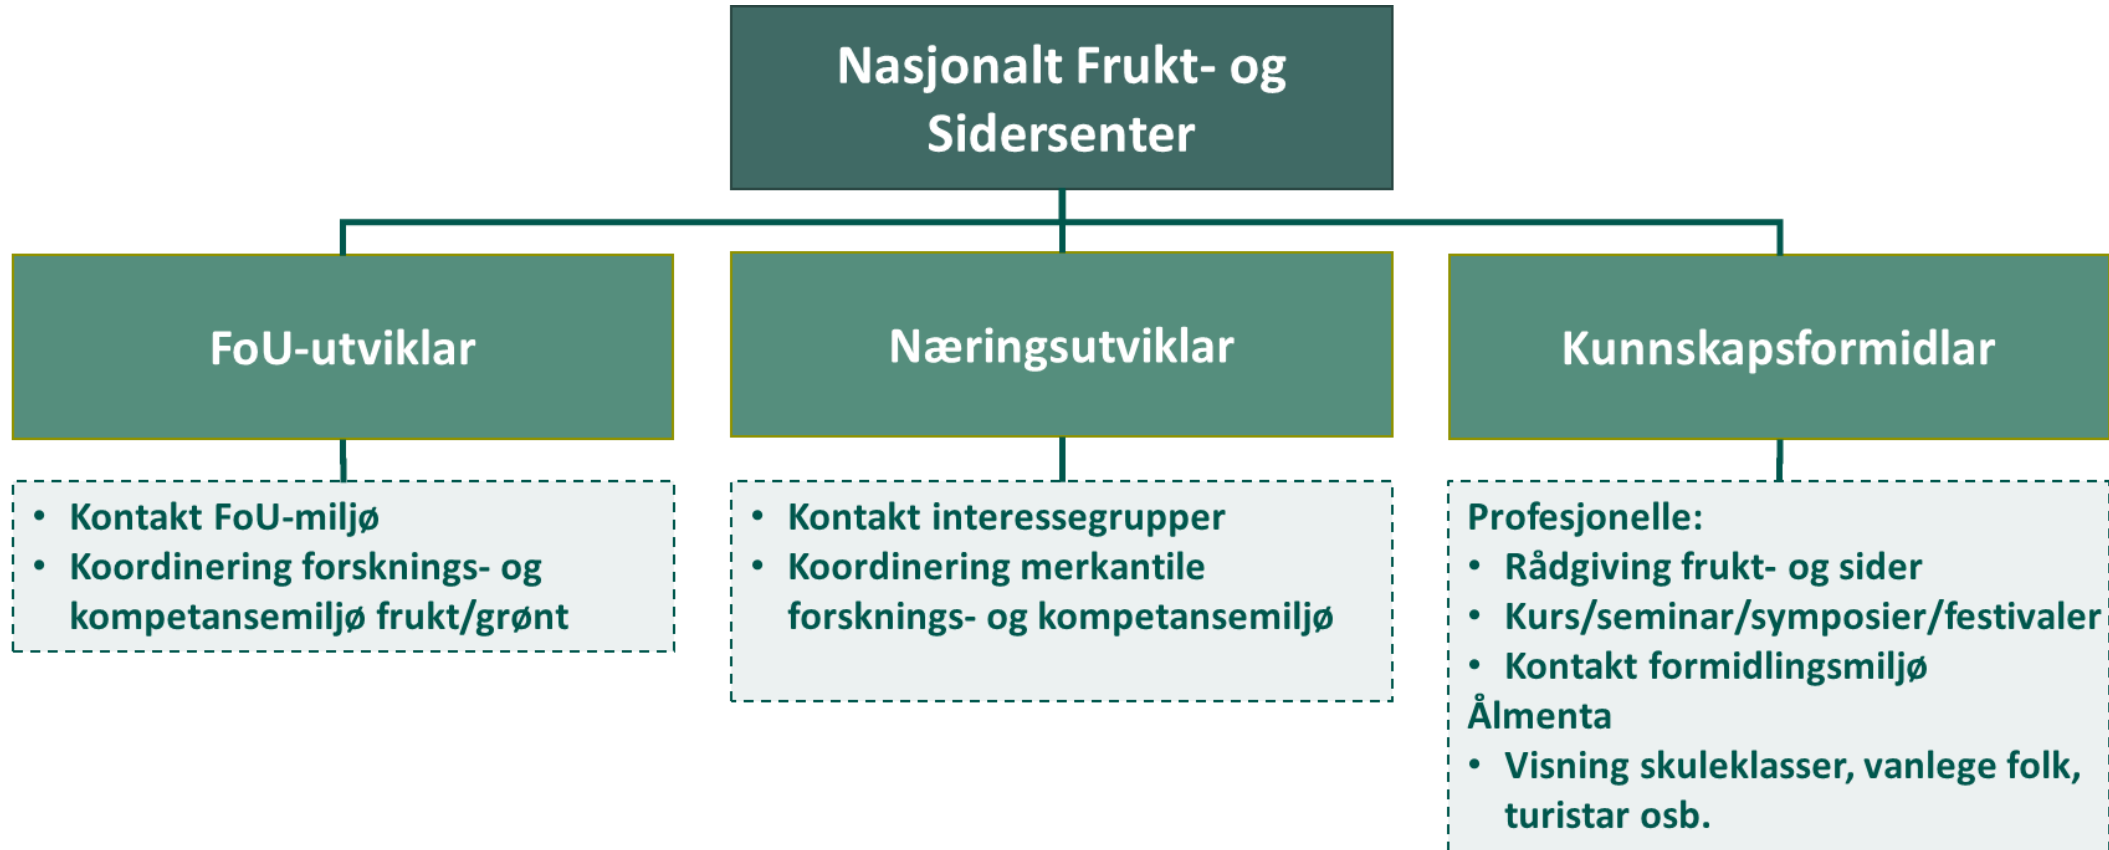 Nasjonalt Frukt- og
Sidersenter
FoU-utviklar
Næringsutviklar
Kunnskapsformidlar
• Kontakt FoU-miljø
• Koordinering forsknings- og
kompetansemiljø frukt/grønt
• Kontakt interessegrupper
• Koordinering merkantile
forsknings- og kompetansemiljø
Profesjonelle:
• Rådgiving frukt- og sider
• Kurs/seminar/symposier/festivaler
• Kontakt formidlingsmiljø
Ålmenta
• Visning skuleklasser, vanlege folk,
turistar osb.